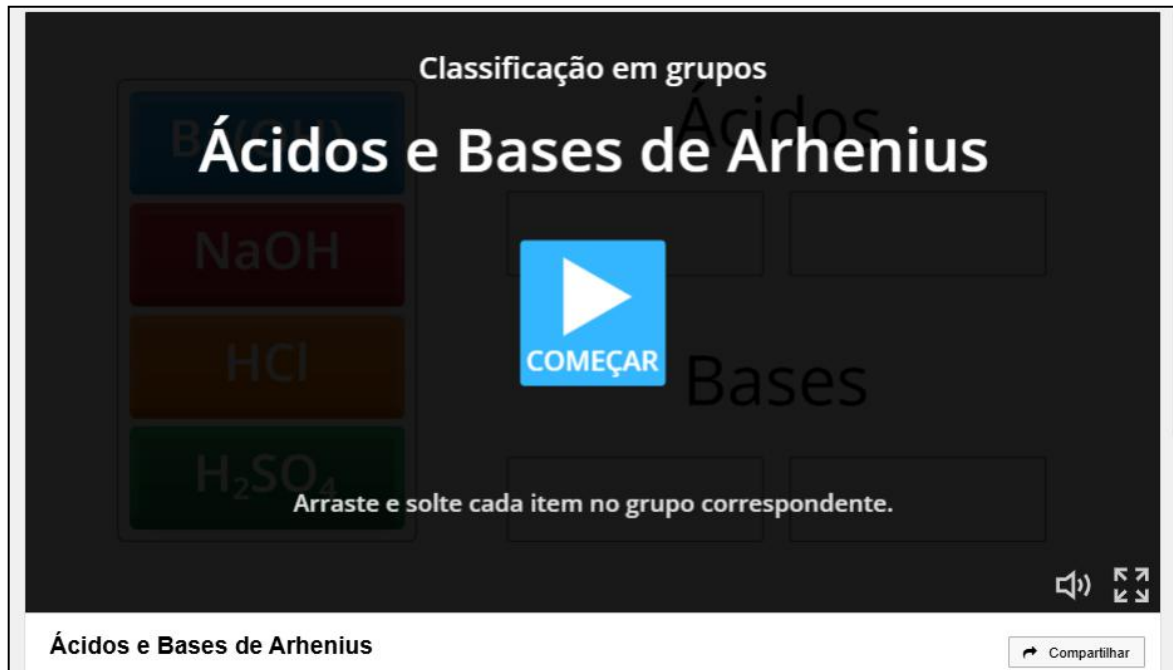 Classificação em grupos
Ácidos
Ácidos e Bases de Arhenius
NaOH
COMEÇAR
HCl
Bases
H₂SO₄
Arraste e solte cada item no grupo correspondente.
Ácidos e Bases de Arhenius
Compartilhar